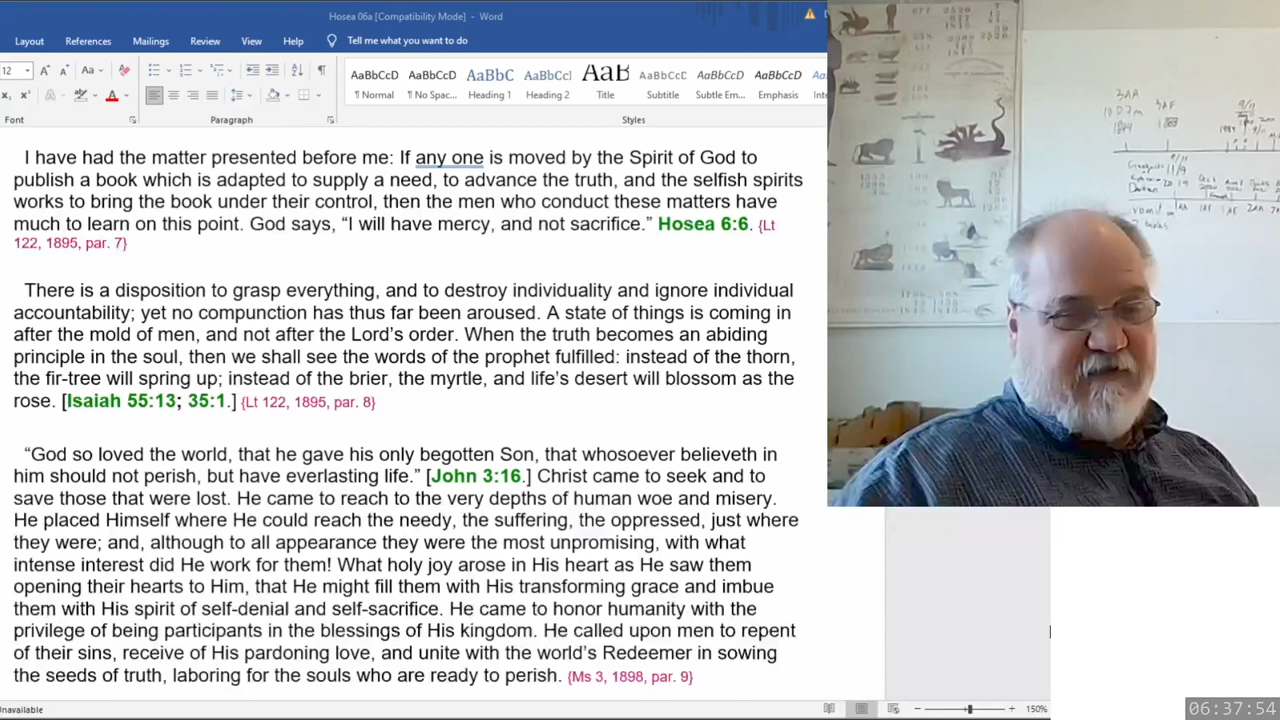 Hosea 06a [Compatibility Mode] - Word
Layout References Mailings Review View Help Tell me what you want to do
12 Aa
AaBbCcD AaBbCcD AaBbC AaBbCcl AaB AaBbCcD AaBbCcD AaBbCcD
¶ Normal ¶ No Spac... Heading 1 Heading 2 Title Subtitle Subtle Em... Emphasis
Font Paragraph Styles
I have had the matter presented before me: If any one is moved by the Spirit of God to
publish a book which is adapted to supply a need, to advance the truth, and the selfish spirits
works to bring the book under their control, then the men who conduct these matters have
much to learn on this point. God says, “I will have mercy, and not sacrifice.” Hosea 6:6. {Lt
122, 1895, par. 7}
There is a disposition to grasp everything, and to destroy individuality and ignore individual
accountability; yet no compunction has thus far been aroused. A state of things is coming in
after the mold of men, and not after the Lord’s order. When the truth becomes an abiding
principle in the soul, then we shall see the words of the prophet fulfilled: instead of the thorn,
the fir-tree will spring up; instead of the brier, the myrtle, and life’s desert will blossom as the
rose. [Isaiah 55:13; 35:1.] {Lt 122, 1895, par. 8}
“God so loved the world, that he gave his only begotten Son, that whosoever believeth in
him should not perish, but have everlasting life.” [John 3:16.] Christ came to seek and to
save those that were lost. He came to reach to the very depths of human woe and misery.
He placed Himself where He could reach the needy, the suffering, the oppressed, just where
they were; and, although to all appearance they were the most unpromising, with what
intense interest did He work for them! What holy joy arose in His heart as He saw them
opening their hearts to Him, that He might fill them with His transforming grace and imbue
them with His spirit of self-denial and self-sacrifice. He came to honor humanity with the
privilege of being participants in the blessings of His kingdom. He called upon men to repent
of their sins, receive of His pardoning love, and unite with the world’s Redeemer in sowing
the seeds of truth, laboring for the souls who are ready to perish. {Ms 3, 1898, par. 9}
navailable 150%
06:37:54